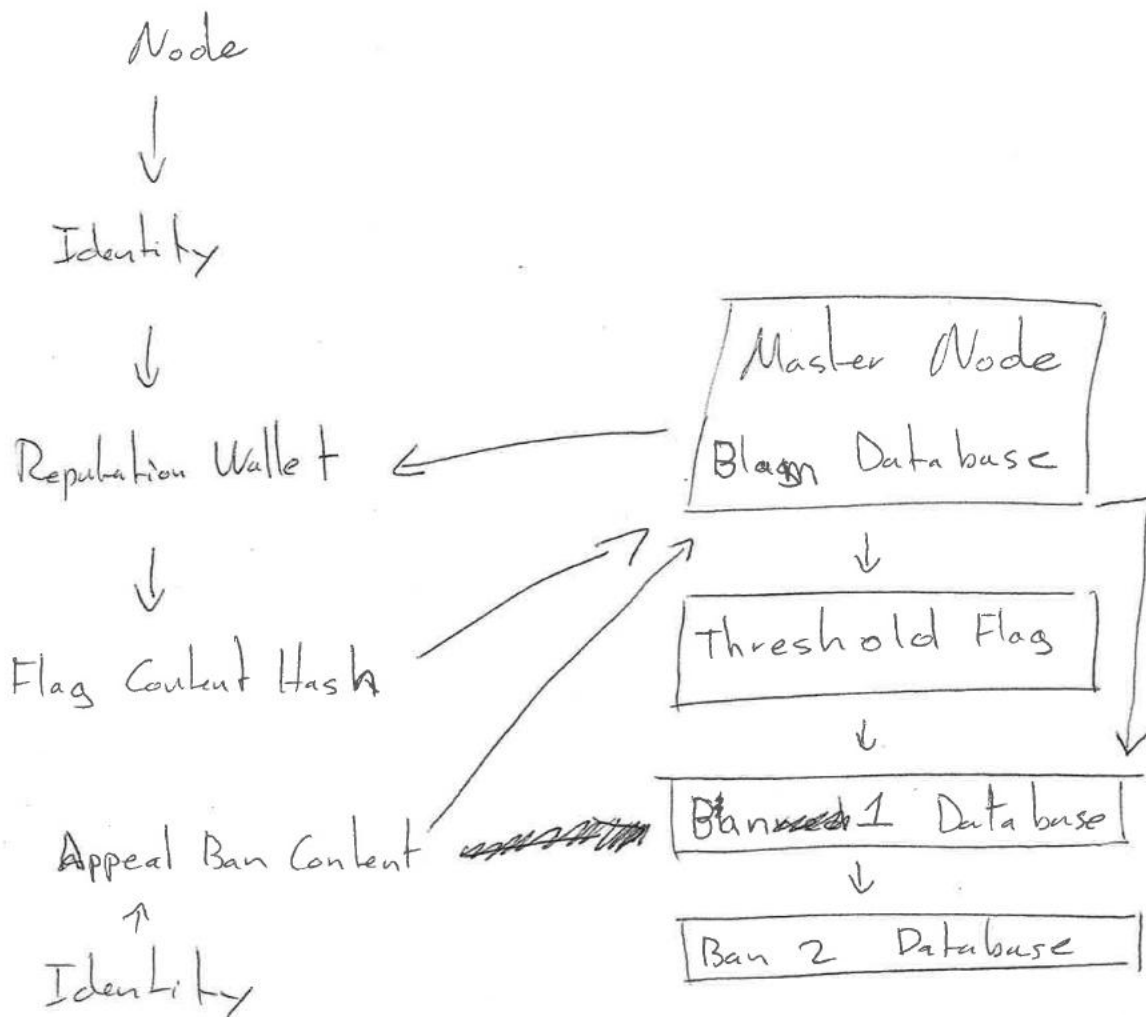 Node
Identity
Reputation Wallet
Flag Content Hash
Appeal Ban Content
Identity
Master Node
Database
Threshold Flag
Ban 1 Database
Ban 2 Database